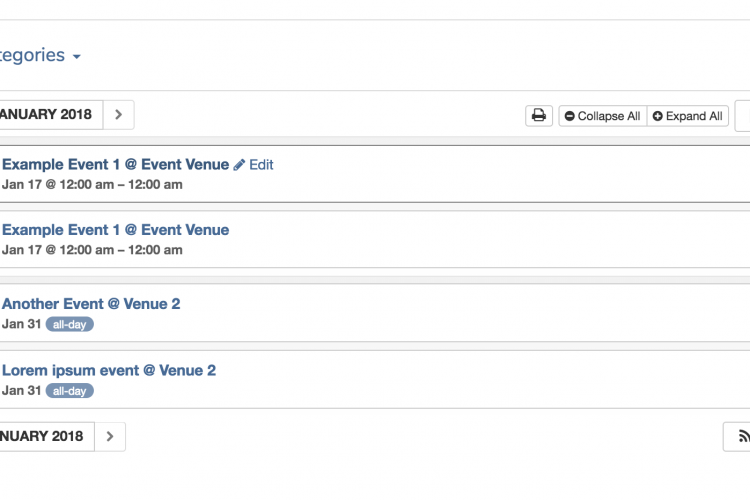 tegories
ANUARY 2018
Collapse All
Expand All
Example Event 1 @ Event Venue Edit
Jan 17 @ 12:00 am – 12:00 am
Example Event 1 @ Event Venue
Jan 17 @ 12:00 am – 12:00 am
Another Event @ Venue 2
Jan 31 all-day
Lorem ipsum event @ Venue 2
Jan 31 all-day
NUARY 2018